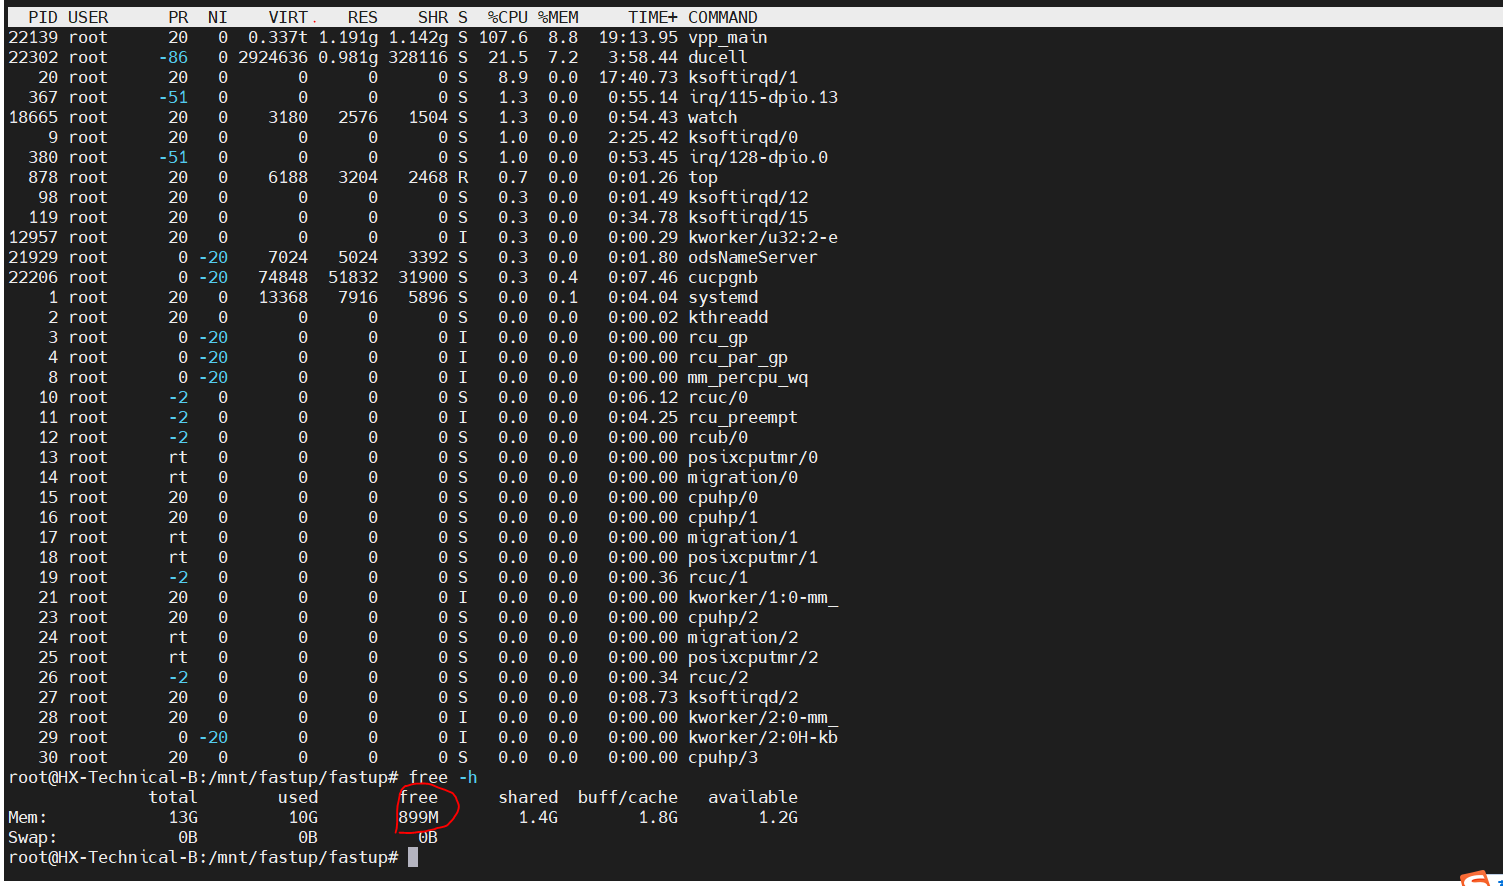 PID USER PR NI VIRT RES SHR S %CPU %MEM TIME+ COMMAND
22139 root 20 0 0.337t 1.191g 1.142g S 107.6 8.8 19:13.95 vpp_main
22302 root -86 0 2924636 0.981g 328116 S 21.5 7.2 3:58.44 ducell
20 root 20 0 0 0 0 S 8.9 0.0 17:40.73 ksoftirqd/1
367 root -51 0 0 0 0 S 1.3 0.0 0:55.14 irq/115-dpio.13
18665 root 20 0 3180 2576 1504 S 1.3 0.0 0:54.43 watch
9 root 20 0 0 0 0 S 1.0 0.0 2:25.42 ksoftirqd/0
380 root -51 0 0 0 0 S 1.0 0.0 0:53.45 irq/128-dpio.0
878 root 20 0 6188 3204 2468 R 0.7 0.0 0:01.26 top
98 root 20 0 0 0 0 S 0.3 0.0 0:01.49 ksoftirqd/12
119 root 20 0 0 0 0 S 0.3 0.0 0:34.78 ksoftirqd/15
12957 root 20 0 0 0 0 I 0.3 0.0 0:00.29 kworker/u32:2-e
21929 root 0 -20 7024 5024 3392 S 0.3 0.0 0:01.80 odsNameServer
22206 root 0 -20 74848 51832 31900 S 0.3 0.4 0:07.46 cucpgnb
1 root 20 0 13368 7916 5896 S 0.0 0.1 0:04.04 systemd
2 root 20 0 0 0 0 S 0.0 0.0 0:00.02 kthreadd
3 root 0 -20 0 0 0 I 0.0 0.0 0:00.00 rcu_gp
4 root 0 -20 0 0 0 I 0.0 0.0 0:00.00 rcu_par_gp
8 root 0 -20 0 0 0 I 0.0 0.0 0:00.00 mm_percpu_wq
10 root -2 0 0 0 0 S 0.0 0.0 0:06.12 rcuc/0
11 root -2 0 0 0 0 I 0.0 0.0 0:04.25 rcu_preempt
12 root -2 0 0 0 0 S 0.0 0.0 0:00.00 rcub/0
13 root rt 0 0 0 0 S 0.0 0.0 0:00.00 posixcputmr/0
14 root rt 0 0 0 0 S 0.0 0.0 0:00.00 migration/0
15 root 20 0 0 0 0 S 0.0 0.0 0:00.00 cpuhp/0
16 root 20 0 0 0 0 S 0.0 0.0 0:00.00 cpuhp/1
17 root rt 0 0 0 0 S 0.0 0.0 0:00.00 migration/1
18 root rt 0 0 0 0 S 0.0 0.0 0:00.00 posixcputmr/1
19 root -2 0 0 0 0 S 0.0 0.0 0:00.36 rcuc/1
21 root 20 0 0 0 0 I 0.0 0.0 0:00.00 kworker/1:0-mm_
23 root 20 0 0 0 0 S 0.0 0.0 0:00.00 cpuhp/2
24 root rt 0 0 0 0 S 0.0 0.0 0:00.00 migration/2
25 root rt 0 0 0 0 S 0.0 0.0 0:00.00 posixcputmr/2
26 root -2 0 0 0 0 S 0.0 0.0 0:00.34 rcuc/2
27 root 20 0 0 0 0 S 0.0 0.0 0:08.73 ksoftirqd/2
28 root 20 0 0 0 0 I 0.0 0.0 0:00.00 kworker/2:0-mm_
29 root 0 -20 0 0 0 I 0.0 0.0 0:00.00 kworker/2:0H-kb
30 root 20 0 0 0 0 S 0.0 0.0 0:00.00 cpuhp/3
root@HX-Technical-B:/mnt/fastup/fastup# free -h
total used free shared buff/cache available
Mem: 13G 10G 899M 1.4G 1.8G 1.2G
Swap: 0B 0B 0B
root@HX-Technical-B:/mnt/fastup/fastup#